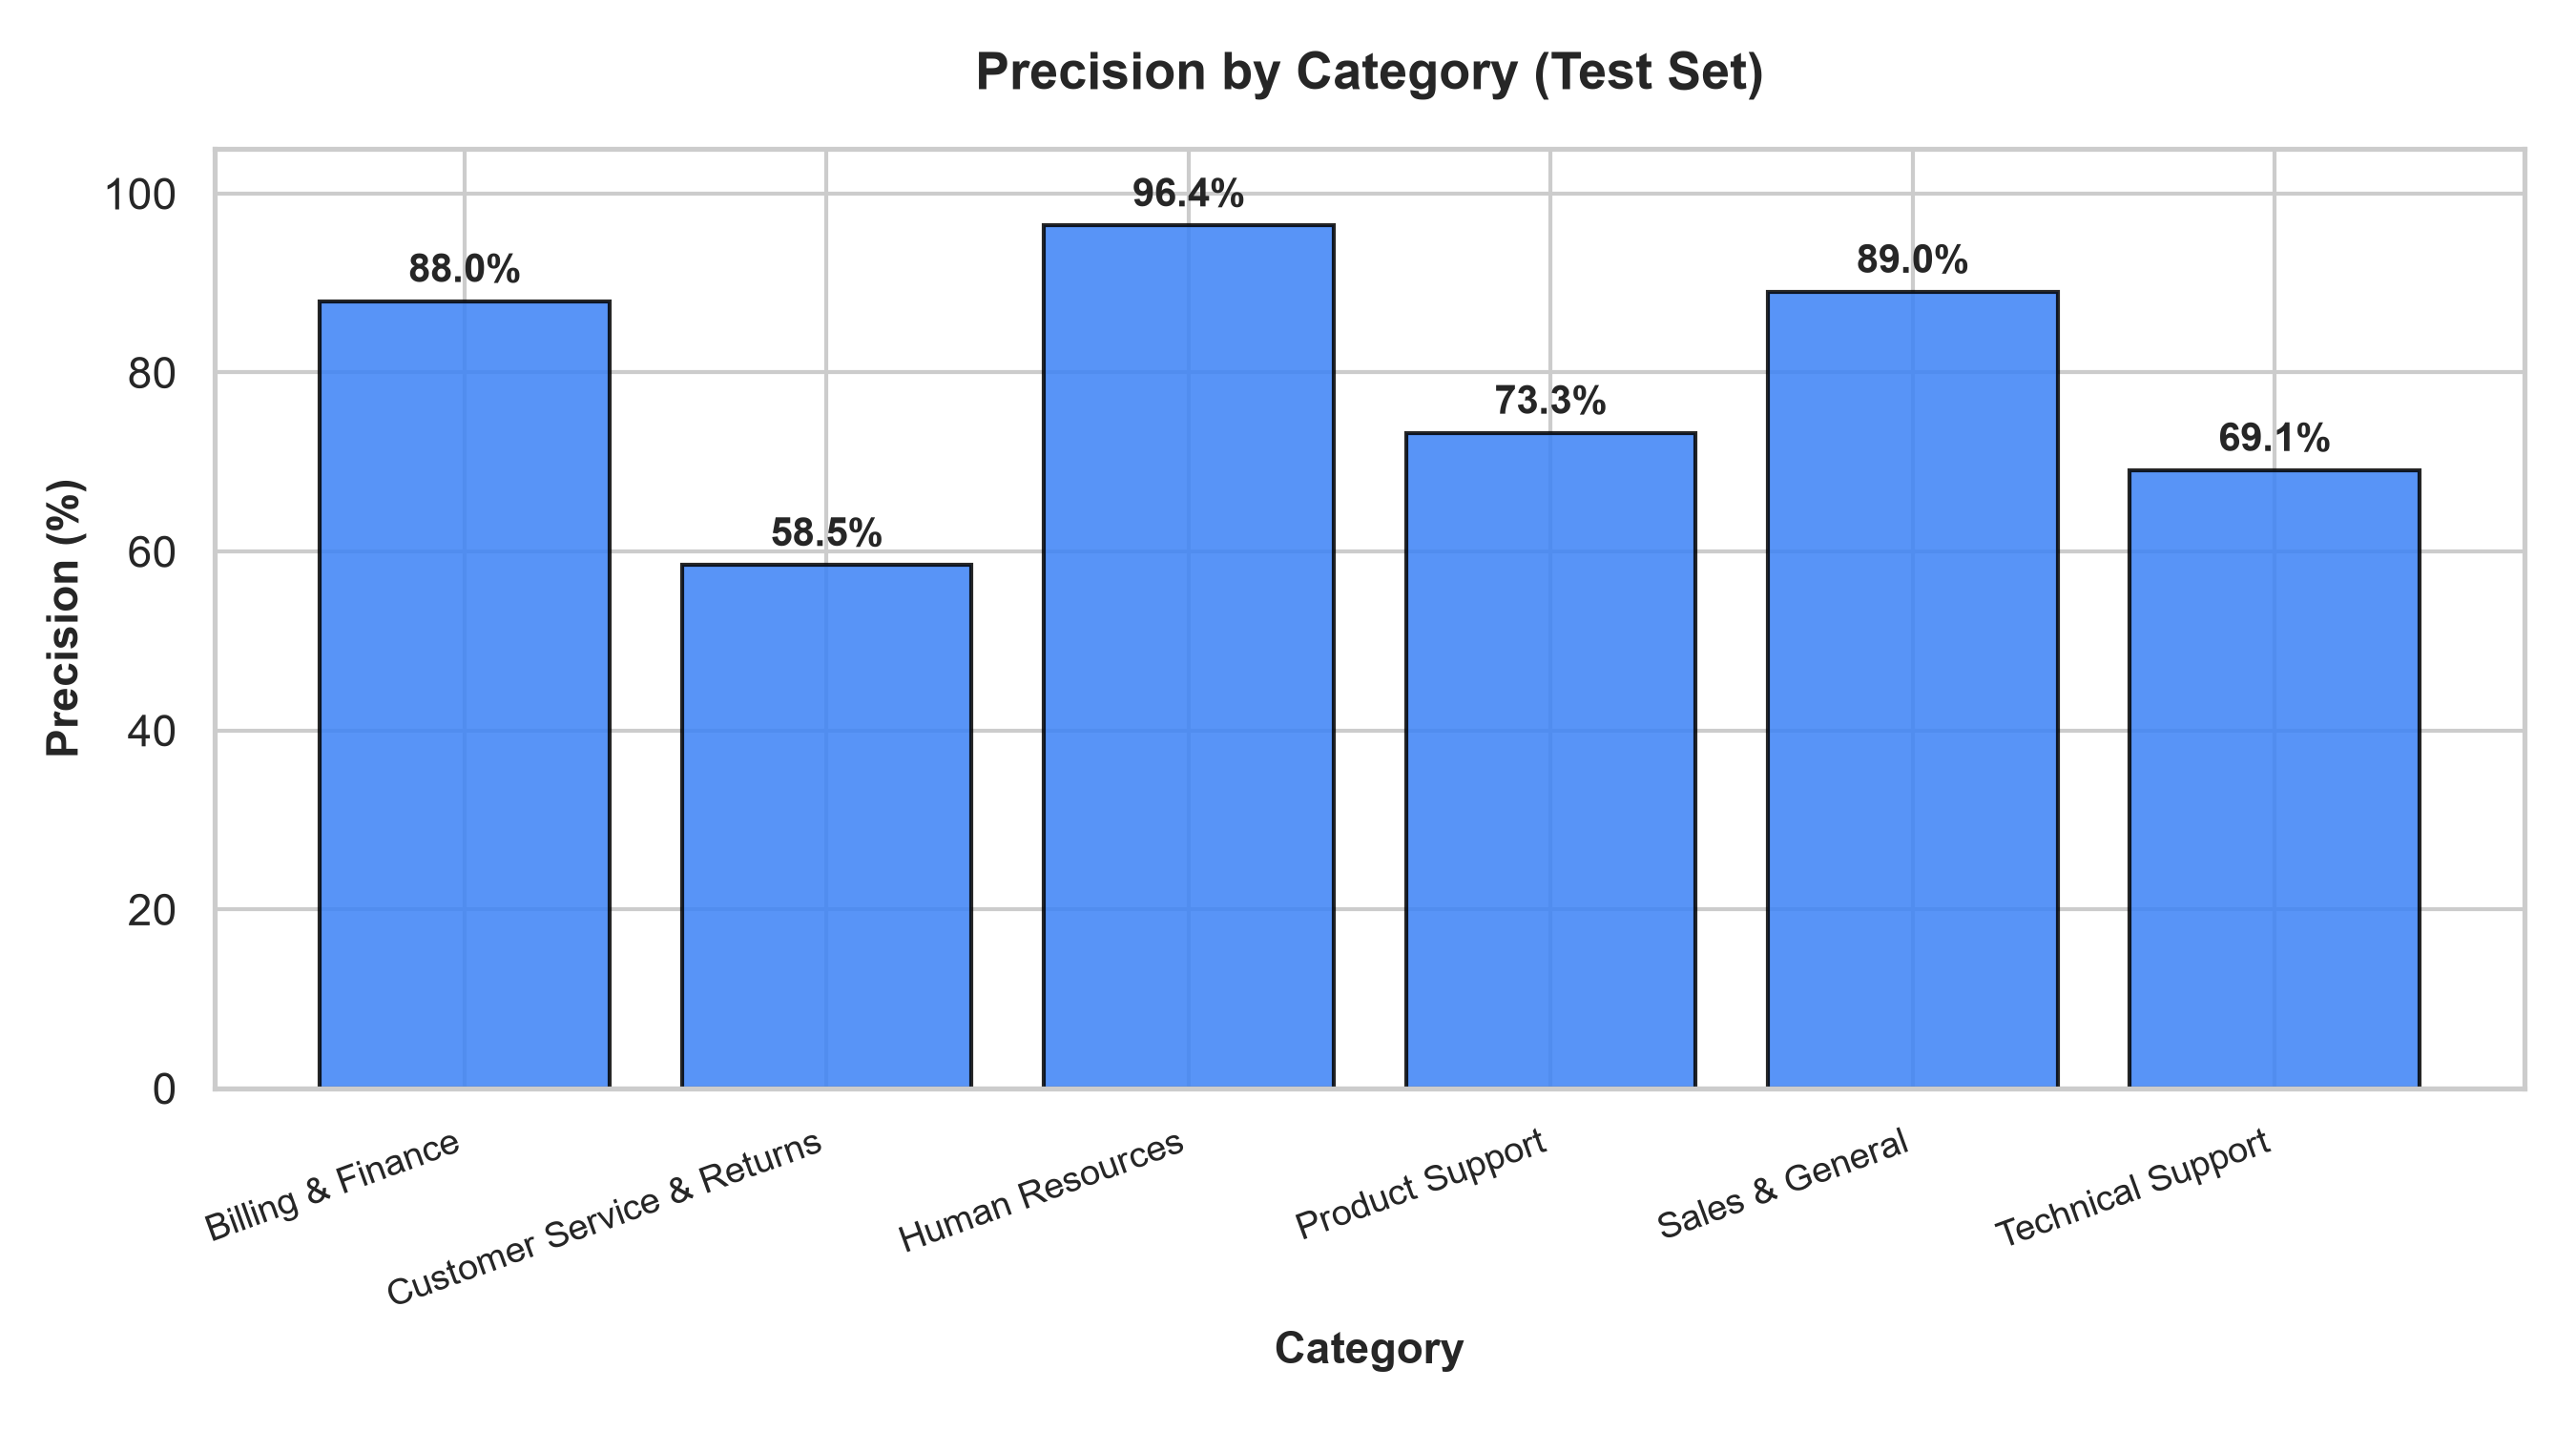 Precision by Category (Test Set)
Precision (%)
100
80
60
40
20
0
88.0%
58.5%
96.4%
73.3%
89.0%
69.1%
Billing & Finance
Customer Service & Returns
Human Resources
Product Support
Sales & General
Technical Support
Category